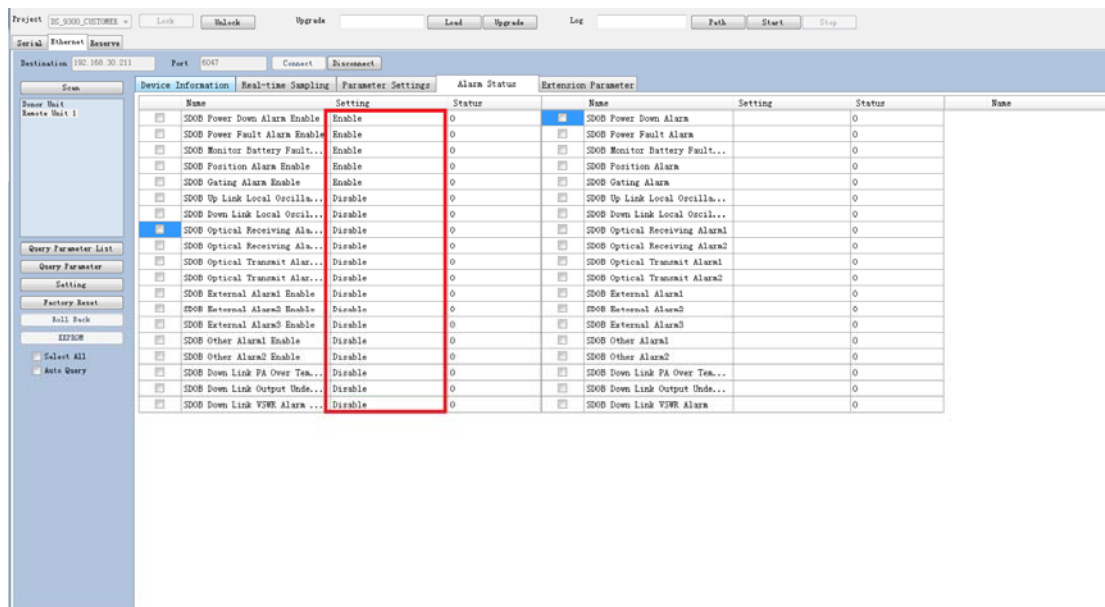 Project DS_9300_CUSTOMER Lock Unlock Upgrade Load Upgrade Log Path Start Stop
Serial Ethernet Reserve
Destination 192.168.30.211 Port 6047 Connect Disconnect
Scan Device Information Real-time Sampling Parameter Settings Alarm Status Extension Parameter
Donor Unit
Remote Unit 1
Query Parameter List
Query Parameter
Setting
Factory Reset
Roll Back
EEPROM
Select All
Auto Query
Name Setting Status Name Setting Status Name
SDOB Power Down Alarm Enable Enable 0 SDOB Power Down Alarm 0
SDOB Power Fault Alarm Enable Enable 0 SDOB Power Fault Alarm 0
SDOB Monitor Battery Fault... Enable 0 SDOB Monitor Battery Fault... 0
SDOB Position Alarm Enable Enable 0 SDOB Position Alarm 0
SDOB Gating Alarm Enable Enable 0 SDOB Gating Alarm 0
SDOB Up Link Local Oscilla... Disable 0 SDOB Up Link Local Oscilla... 0
SDOB Down Link Local Oscil... Disable 0 SDOB Down Link Local Oscil... 0
SDOB Optical Receiving Ala... Disable 0 SDOB Optical Receiving Alarm1 0
SDOB Optical Receiving Ala... Disable 0 SDOB Optical Receiving Alarm2 0
SDOB Optical Transmit Alar... Disable 0 SDOB Optical Transmit Alarm1 0
SDOB Optical Transmit Alar... Disable 0 SDOB Optical Transmit Alarm2 0
SDOB External Alarm1 Enable Disable 0 SDOB External Alarm1 0
SDOB External Alarm2 Enable Disable 0 SDOB External Alarm2 0
SDOB External Alarm3 Enable Disable 0 SDOB External Alarm3 0
SDOB Other Alarm1 Enable Disable 0 SDOB Other Alarm1 0
SDOB Other Alarm2 Enable Disable 0 SDOB Other Alarm2 0
SDOB Down Link PA Over Tem... Disable 0 SDOB Down Link PA Over Tem... 0
SDOB Down Link Output Unde... Disable 0 SDOB Down Link Output Unde... 0
SDOB Down Link VSWR Alarm ... Disable 0 SDOB Down Link VSWR Alarm 0